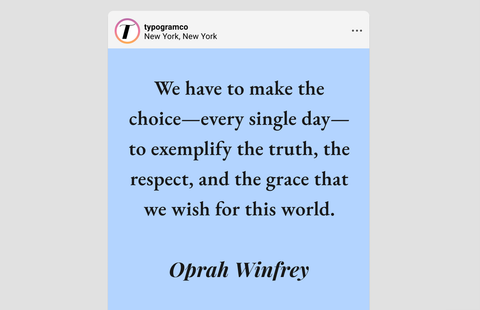 T
typogramco
New York, New York
We have to make the
choice—every single day—
to exemplify the truth, the
respect, and the grace that
we wish for this world.
Oprah Winfrey